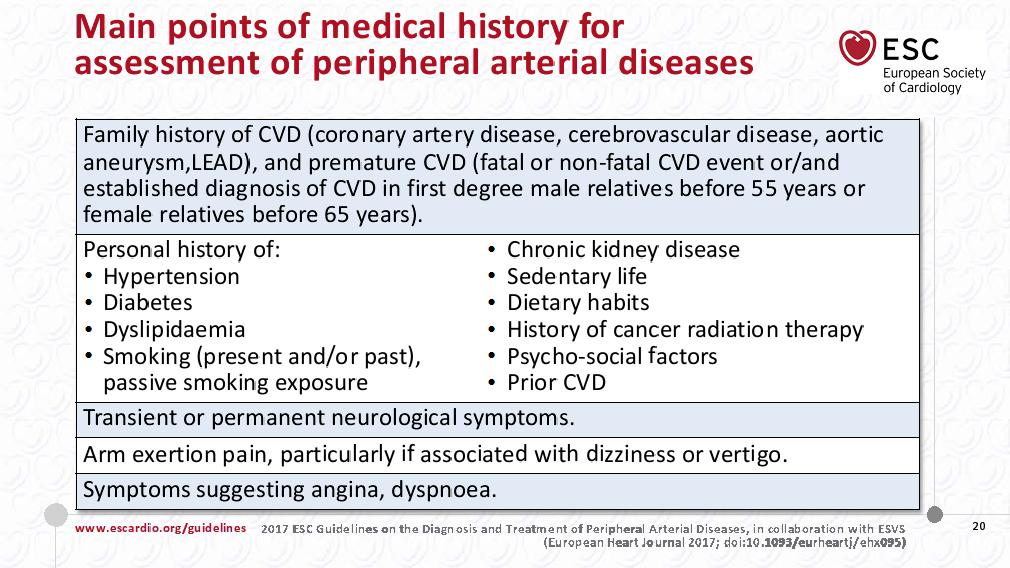 Main points of medical history for
assessment of peripheral arterial diseases
ESC
European Society
of Cardiology
Family history of CVD (coronary artery disease, cerebrovascular disease, aortic
aneurysm,LEAD), and premature CVD (fatal or non-fatal CVD event or/and
established diagnosis of CVD in first degree male relatives before 55 years or
female relatives before 65 years).
Personal history of:
• Hypertension
• Diabetes
• Dyslipidaemia
• Smoking (present and/or past),
passive smoking exposure
• Chronic kidney disease
• Sedentary life
• Dietary habits
• History of cancer radiation therapy
• Psycho-social factors
• Prior CVD
Transient or permanent neurological symptoms.
Arm exertion pain, particularly if associated with dizziness or vertigo.
Symptoms suggesting angina, dyspnoea.
www.escardio.org/guidelines
2017 ESC Guidelines on the Diagnosis and Treatment of Peripheral Arterial Diseases, in collaboration with ESVS
(European Heart Journal 2017; doi:10.1093/eurheartj/ehx095)
20